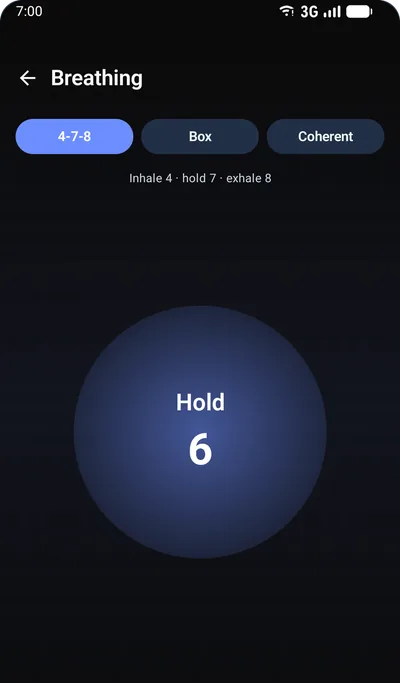 7:00 3G
Breathing
4-7-8 Box Coherent
Inhale 4 · hold 7 · exhale 8
Hold
6